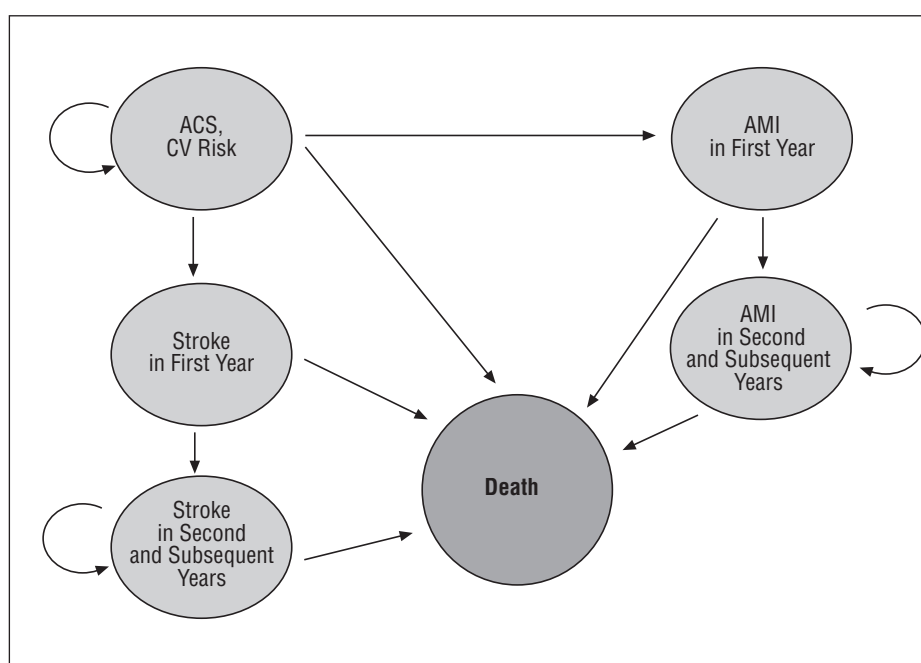 ACS,
CV Risk
AMI
in First Year
Stroke
in First Year
AMI
in Second
and Subsequent
Years
Death
Stroke
in Second
and Subsequent
Years